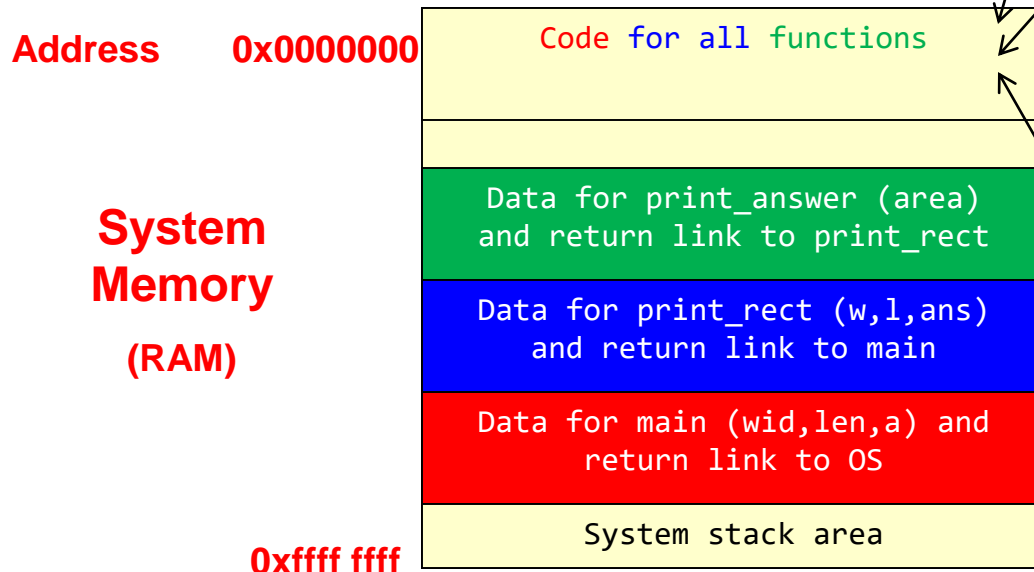 Address 0x0000000
Code for all functions
Data for print_answer (area)
and return link to print_rect
System
Memory
(RAM)
Data for print_rect (w,l,ans)
and return link to main
Data for main (wid,len,a) and
return link to OS
System stack area
0xffff ffff